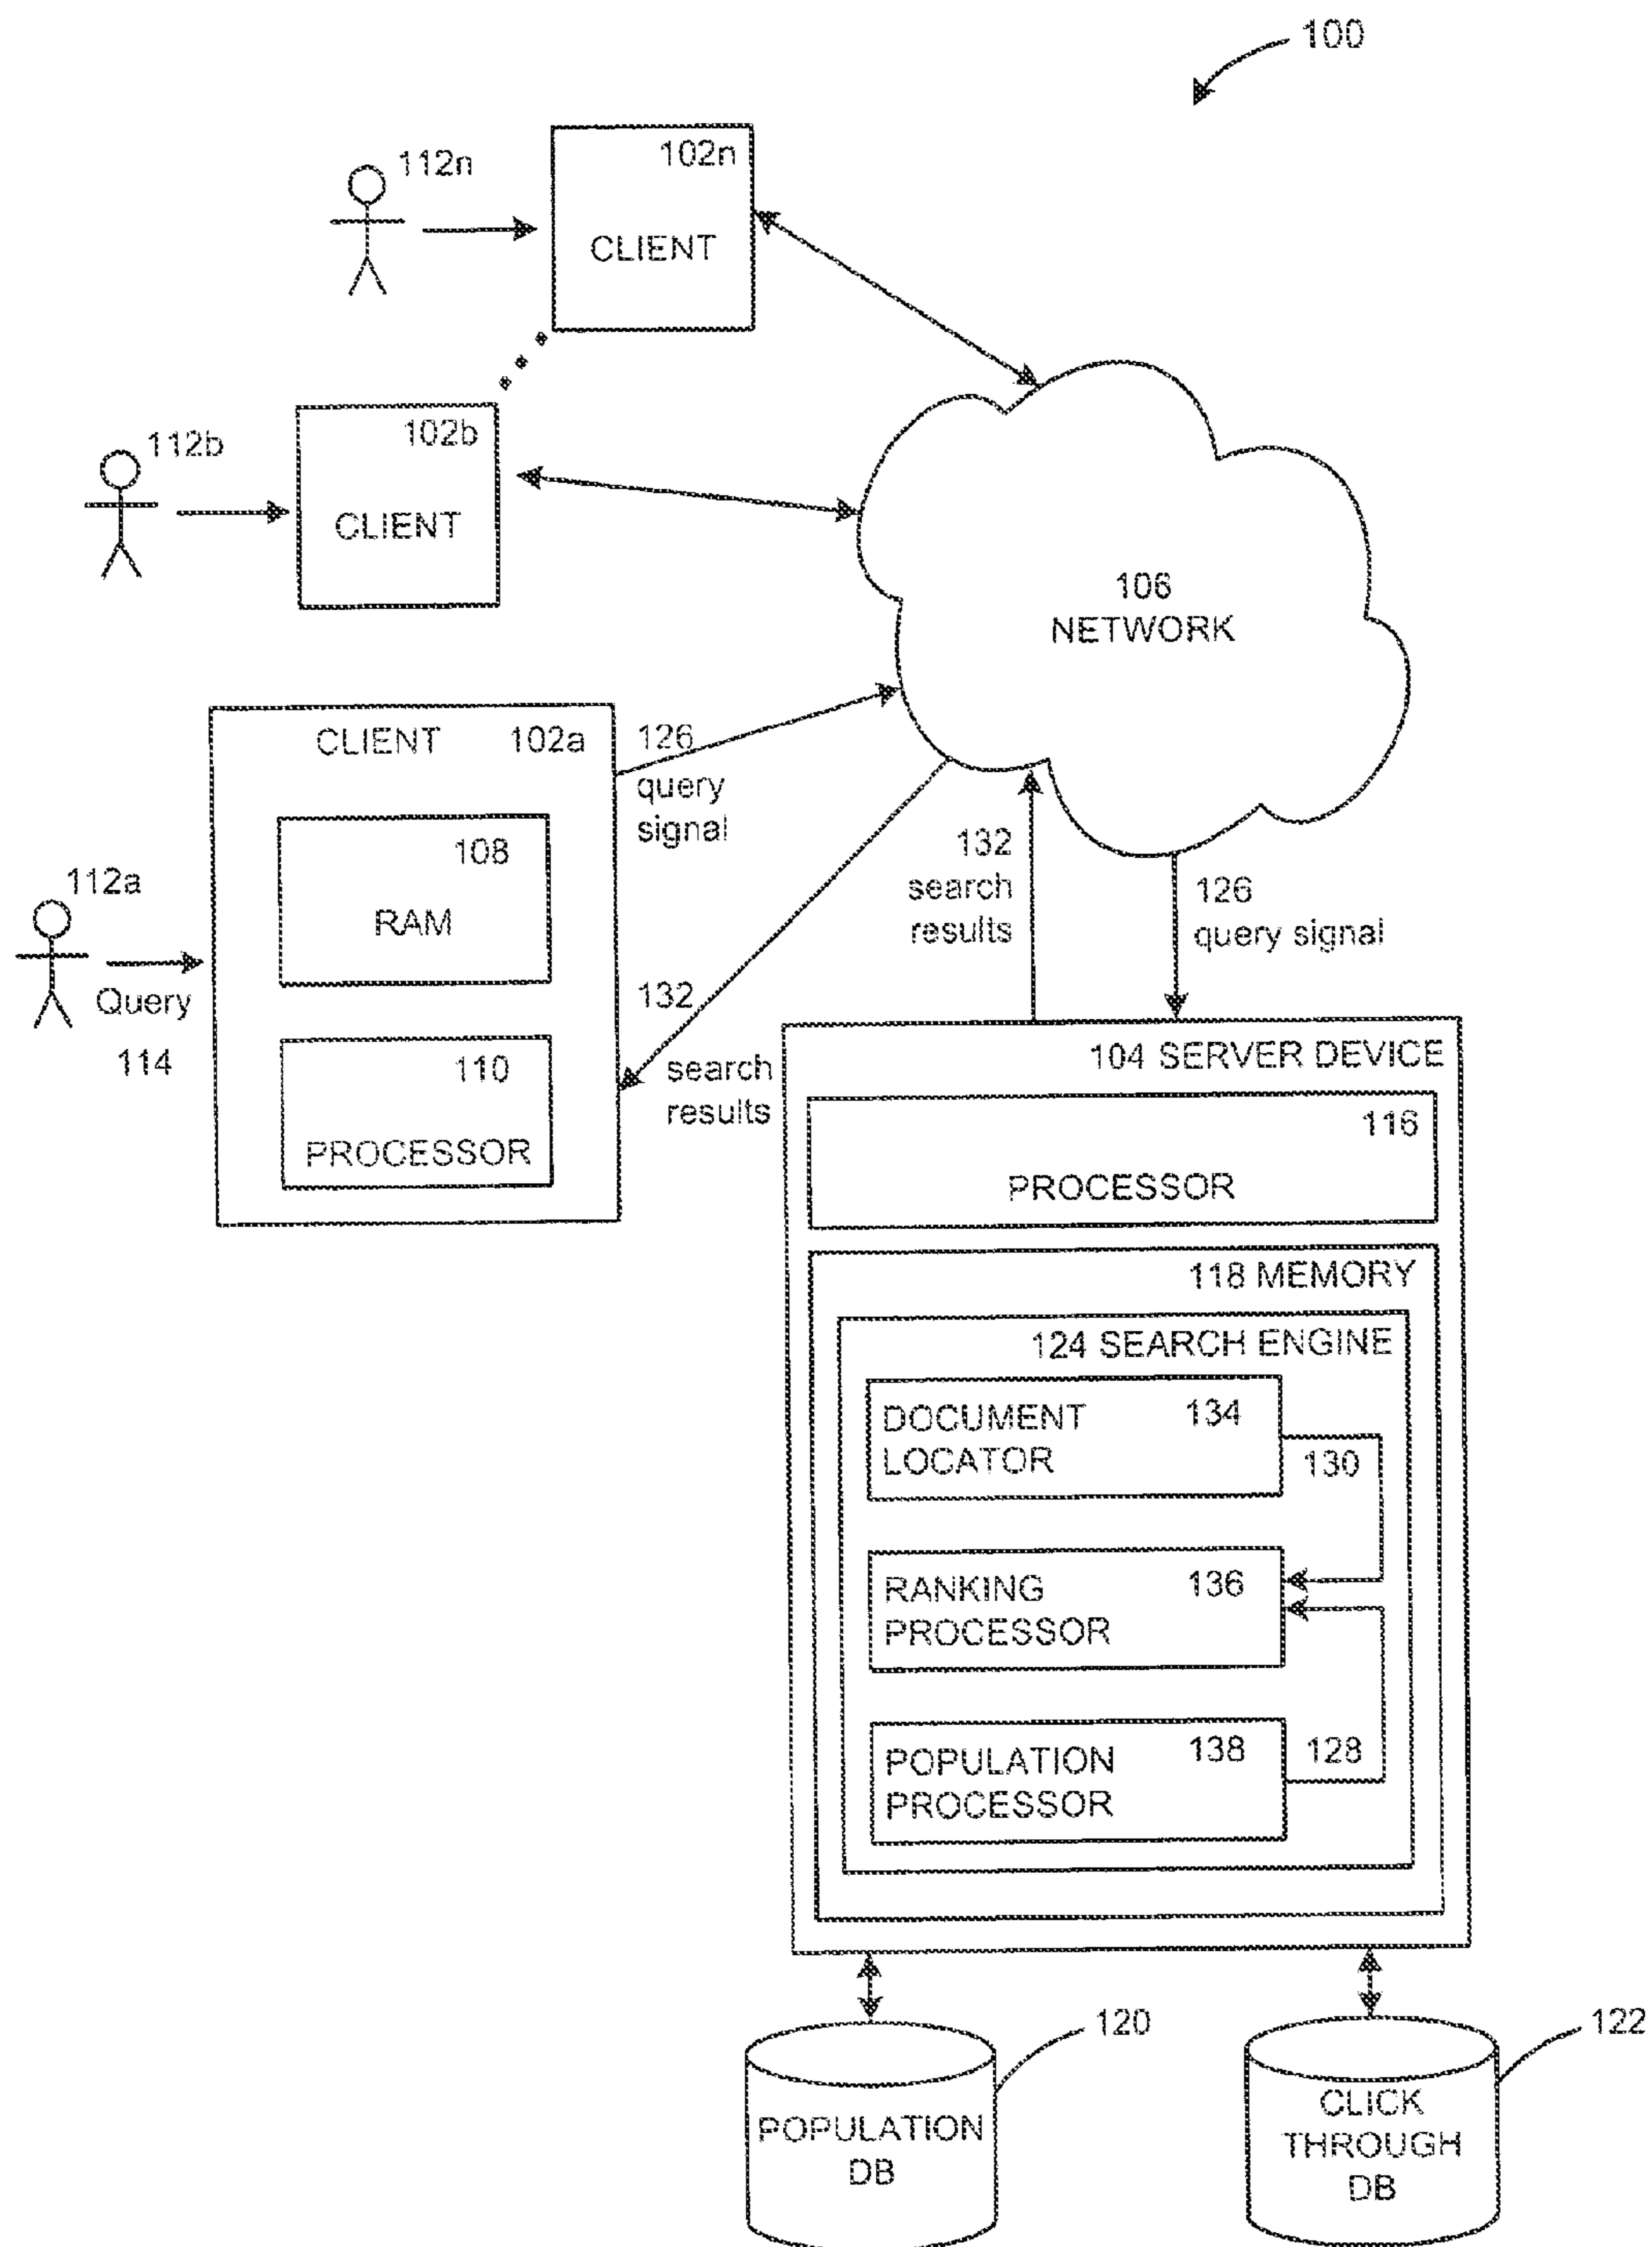 100
112n
102n
CLIENT
112b
102b
CLIENT
106
NETWORK
CLIENT 102a
108
RAM
110
PROCESSOR
112a
Query
114
126
query
signal
132
search
results
132
search
results
126
query signal
104 SERVER DEVICE
116
PROCESSOR
118 MEMORY
124 SEARCH ENGINE
DOCUMENT 134
LOCATOR
130
RANKING 136
PROCESSOR
POPULATION 138
PROCESSOR
128
120
POPULATION
DB
122
CLICK
THROUGH
DB